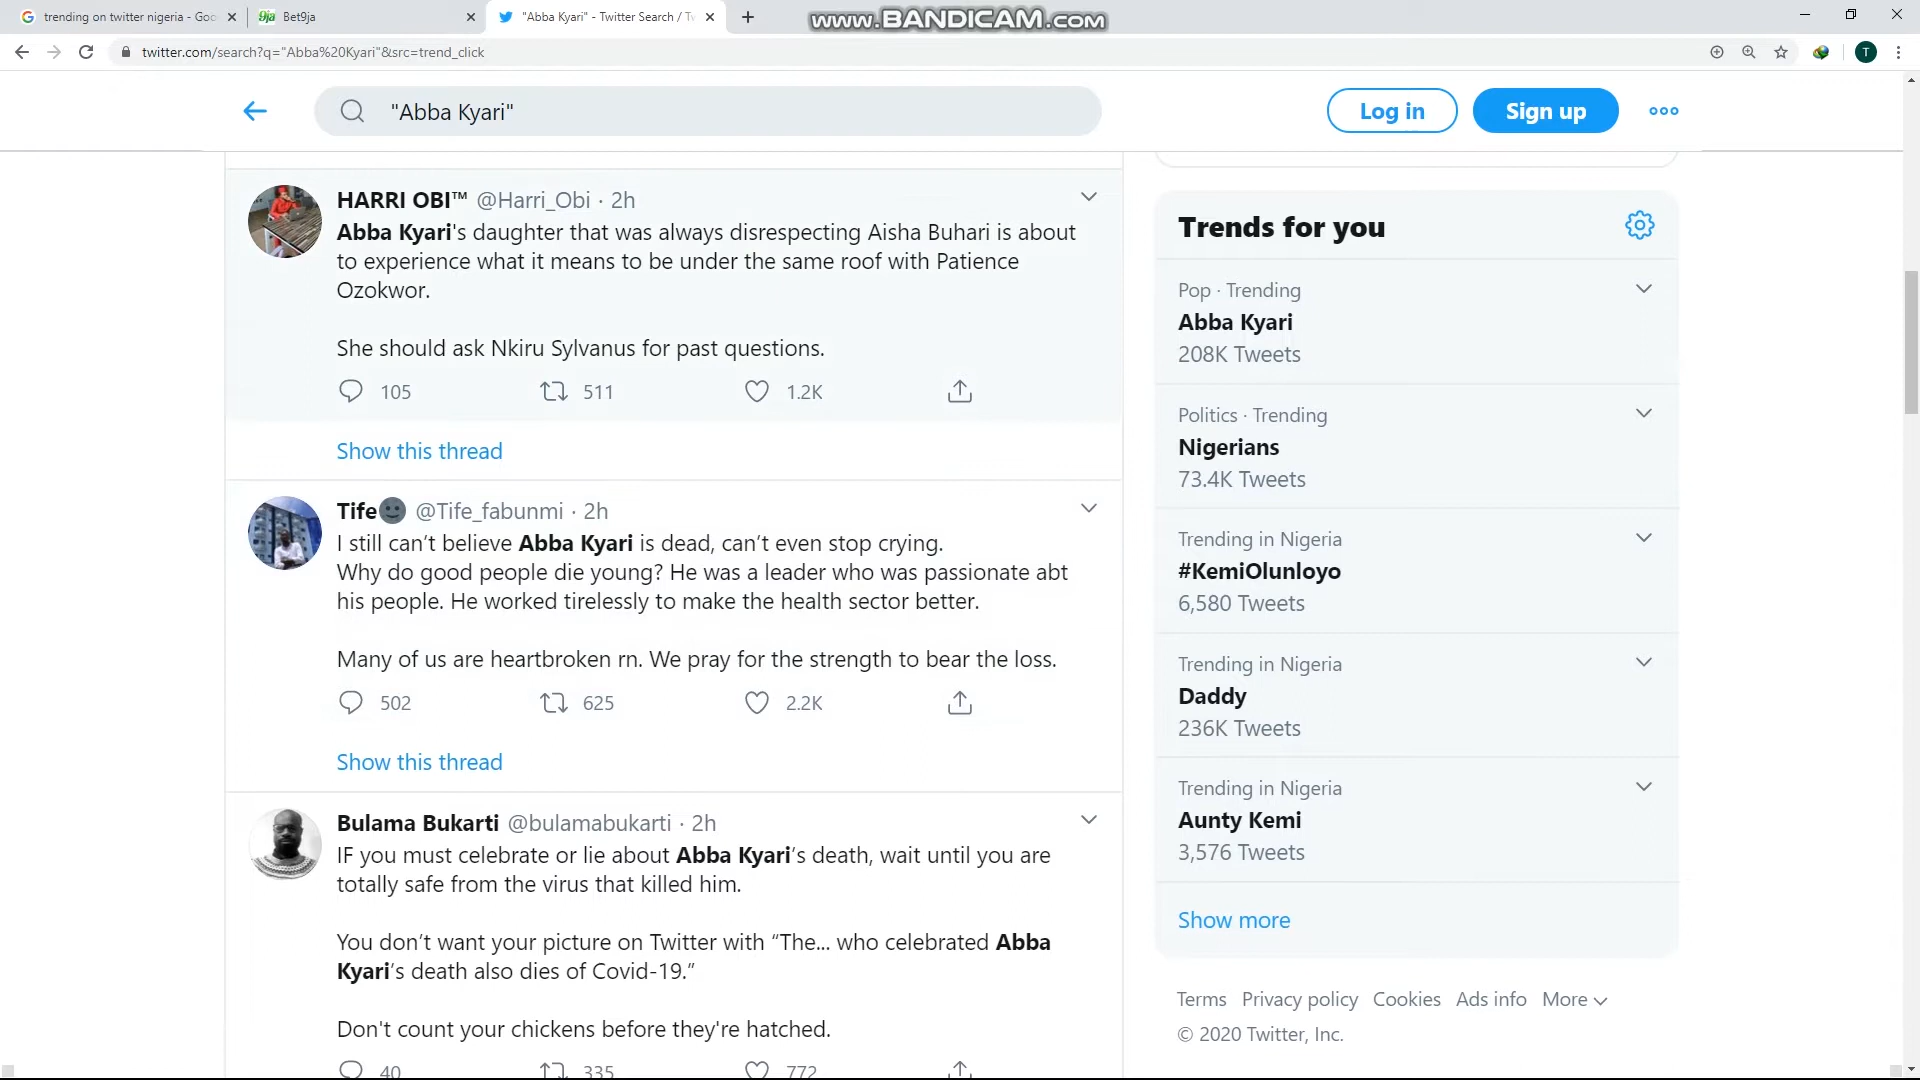 trending on twitter nigeria - Goo
Bet9ja
"Abba Kyari" - Twitter Search / Tw
www.BANDICAM.com
twitter.com/search?q="Abba%20Kyari"&src=trend_click
T
"Abba Kyari"
Log in
Sign up
HARRI OBI™ @Harri_Obi · 2h
Abba Kyari's daughter that was always disrespecting Aisha Buhari is about
to experience what it means to be under the same roof with Patience
Ozokwor.
She should ask Nkiru Sylvanus for past questions.
105 511 1.2K
Show this thread
Tife @Tife_fabunmi · 2h
I still can’t believe Abba Kyari is dead, can’t even stop crying.
Why do good people die young? He was a leader who was passionate abt
his people. He worked tirelessly to make the health sector better.
Many of us are heartbroken rn. We pray for the strength to bear the loss.
502 625 2.2K
Show this thread
Bulama Bukarti @bulamabukarti · 2h
IF you must celebrate or lie about Abba Kyari’s death, wait until you are
totally safe from the virus that killed him.
You don’t want your picture on Twitter with “The... who celebrated Abba
Kyari’s death also dies of Covid-19.”
Don't count your chickens before they're hatched.
40 335 772
Trends for you
Pop · Trending
Abba Kyari
208K Tweets
Politics · Trending
Nigerians
73.4K Tweets
Trending in Nigeria
#KemiOlunloyo
6,580 Tweets
Trending in Nigeria
Daddy
236K Tweets
Trending in Nigeria
Aunty Kemi
3,576 Tweets
Show more
Terms Privacy policy Cookies Ads info More
© 2020 Twitter, Inc.